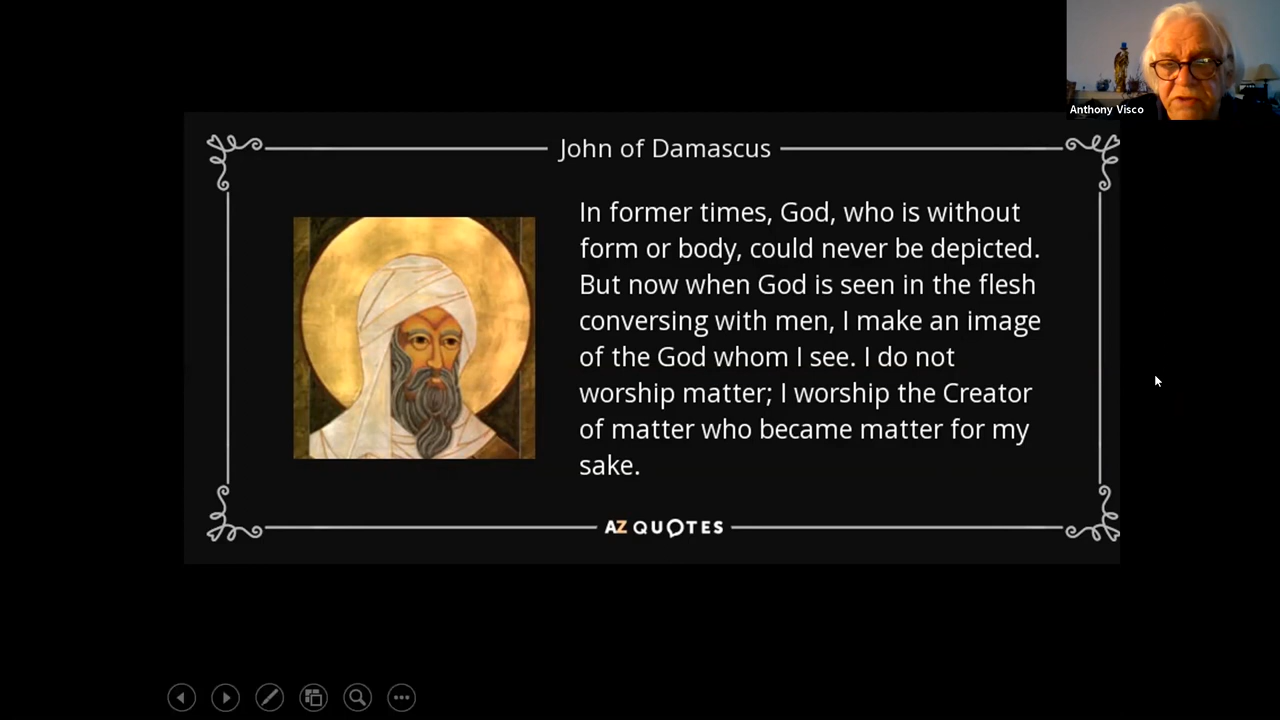 Anthony Visco
John of Damascus
In former times, God, who is without
form or body, could never be depicted.
But now when God is seen in the flesh
conversing with men, I make an image
of the God whom I see. I do not
worship matter; I worship the Creator
of matter who became matter for my
sake.
AZ QUOTES